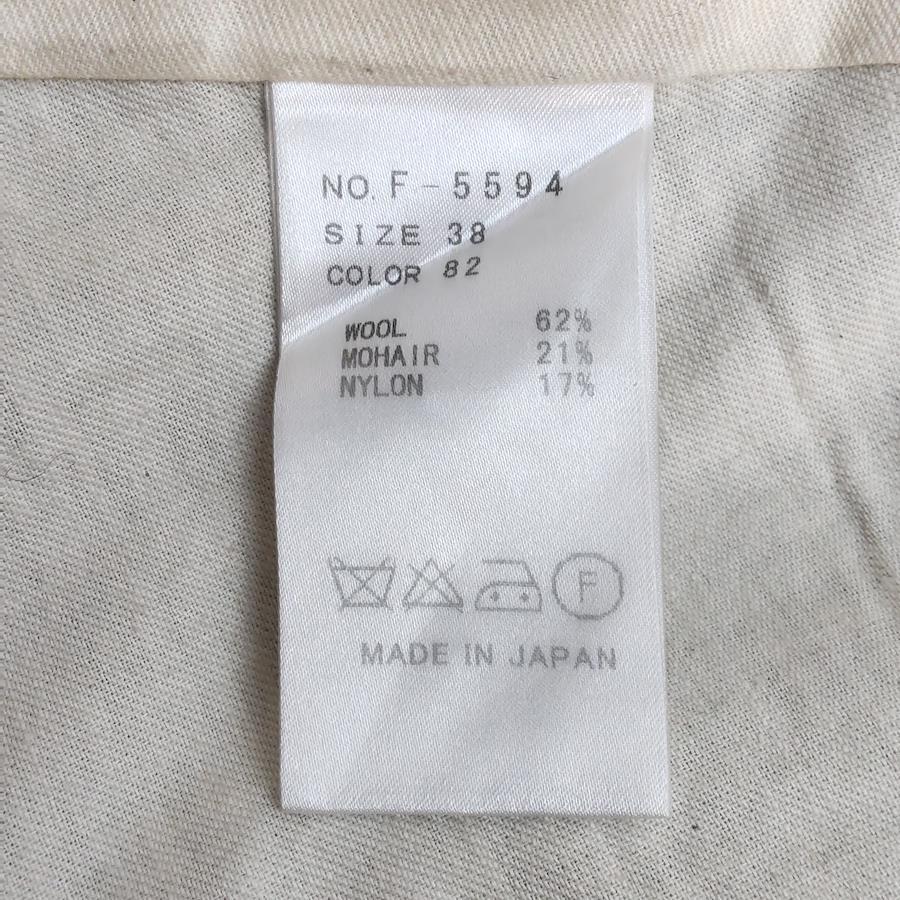 NO. F-5594
SIZE 38
COLOR 82
WOOL 62%
MOHAIR 21%
NYLON 17%
F
MADE IN JAPAN